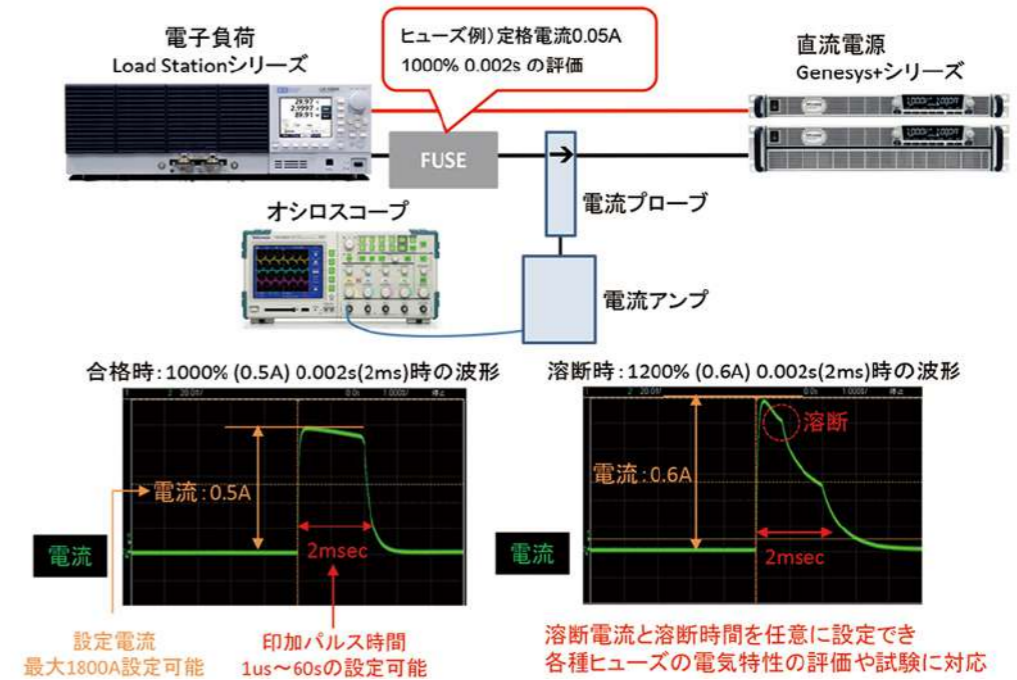 電子負荷
Load Stationシリーズ
ヒューズ例）定格電流0.05A
1000% 0.002s の評価
直流電源
Genesys+シリーズ
29.97
2.9997
89.91
FUSE
→
電流プローブ
オシロスコープ
電流アンプ
合格時：1000% (0.5A) 0.002s(2ms)時の波形
溶断時：1200% (0.6A) 0.002s(2ms)時の波形
溶断
電流：0.5A
電流：0.6A
2msec
2msec
電流
電流
設定電流
最大1800A設定可能
印加パルス時間
1us～60sの設定可能
溶断電流と溶断時間を任意に設定でき
各種ヒューズの電気特性の評価や試験に対応